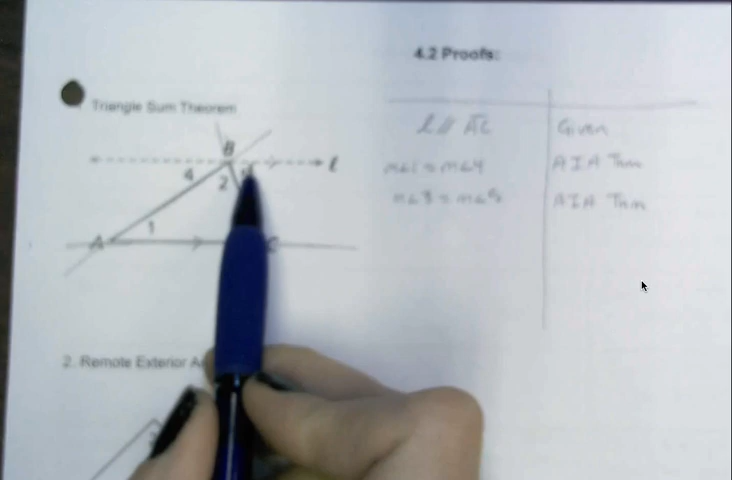 4.2 Proofs:
Triangle Sum Theorem
B
4
2
ℓ
A
1
C
ℓ // AC
Given
m∠1 = m∠4
AIA Thm
m∠3 = m∠5
AIA Thm
2. Remote Exterior